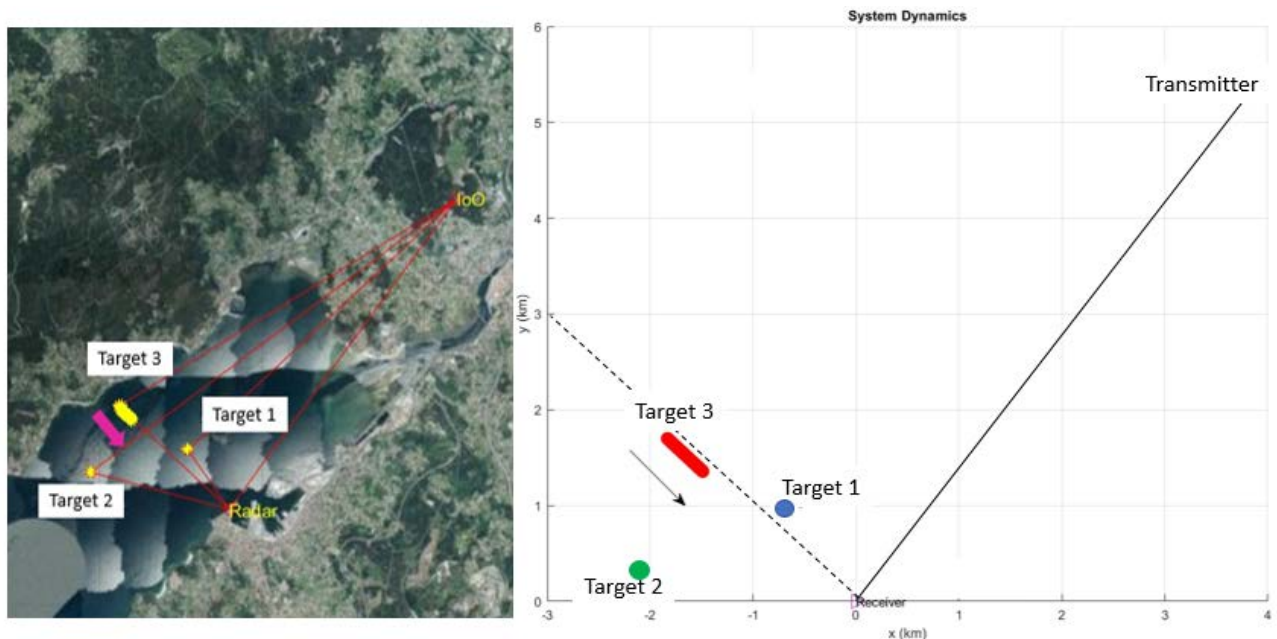 IoO
Target 3
Target 1
Target 2
Radar
System Dynamics
6
5
4
3
2
1
0
y (km)
Transmitter
Target 3
Target 1
Target 2
Receiver
-3
-2
-1
0
1
2
3
4
x (km)